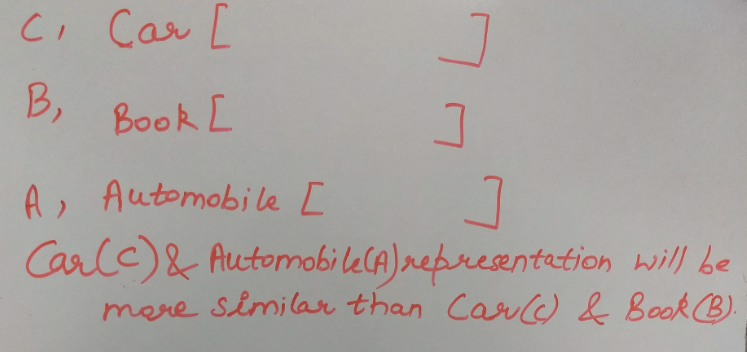 C, Car [ ]
B, Book [ ]
A, Automobile [ ]
Car(C) & Automobile(A) representation will be
more similar than Car(C) & Book(B).